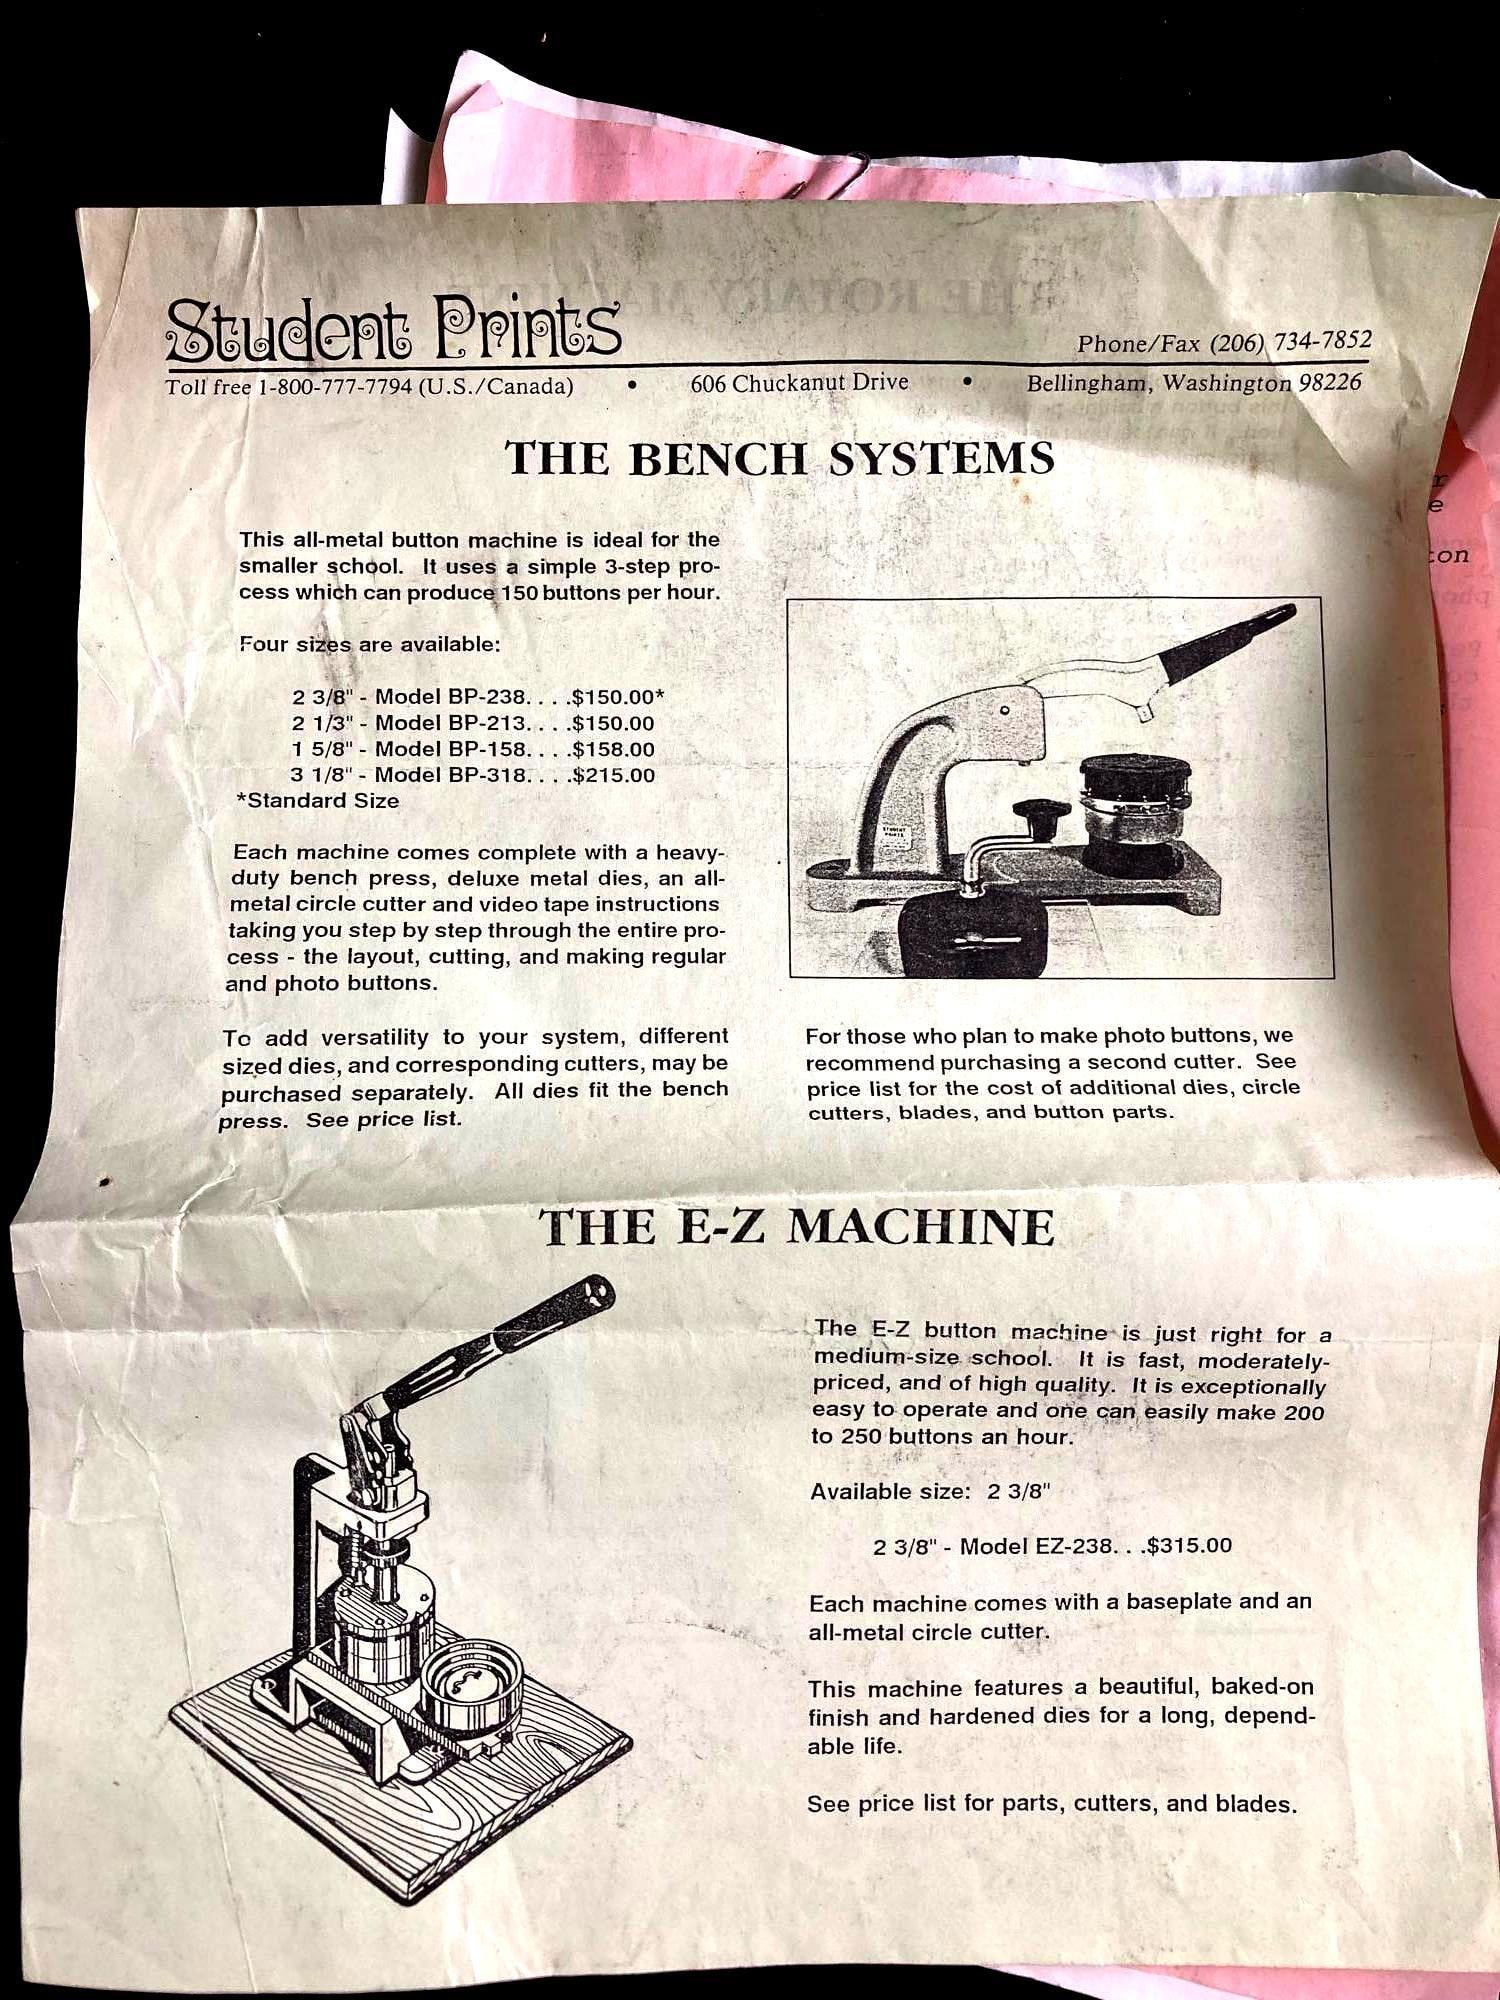 Student Prints
Phone/Fax (206) 734-7852
Toll free 1-800-777-7794 (U.S./Canada) • 606 Chuckanut Drive • Bellingham, Washington 98226
THE BENCH SYSTEMS
This all-metal button machine is ideal for the
smaller school. It uses a simple 3-step pro-
cess which can produce 150 buttons per hour.
Four sizes are available:
2 3/8" - Model BP-238. . . .$150.00*
2 1/3" - Model BP-213. . . .$150.00
1 5/8" - Model BP-158. . . .$158.00
3 1/8" - Model BP-318. . . .$215.00
*Standard Size
Each machine comes complete with a heavy-
duty bench press, deluxe metal dies, an all-
metal circle cutter and video tape instructions
taking you step by step through the entire pro-
cess - the layout, cutting, and making regular
and photo buttons.
To add versatility to your system, different
sized dies, and corresponding cutters, may be
purchased separately. All dies fit the bench
press. See price list.
STUDENT
PRINTS
For those who plan to make photo buttons, we
recommend purchasing a second cutter. See
price list for the cost of additional dies, circle
cutters, blades, and button parts.
THE E-Z MACHINE
The E-Z button machine is just right for a
medium-size school. It is fast, moderately-
priced, and of high quality. It is exceptionally
easy to operate and one can easily make 200
to 250 buttons an hour.
Available size: 2 3/8"
2 3/8" - Model EZ-238. . .$315.00
Each machine comes with a baseplate and an
all-metal circle cutter.
This machine features a beautiful, baked-on
finish and hardened dies for a long, depend-
able life.
See price list for parts, cutters, and blades.